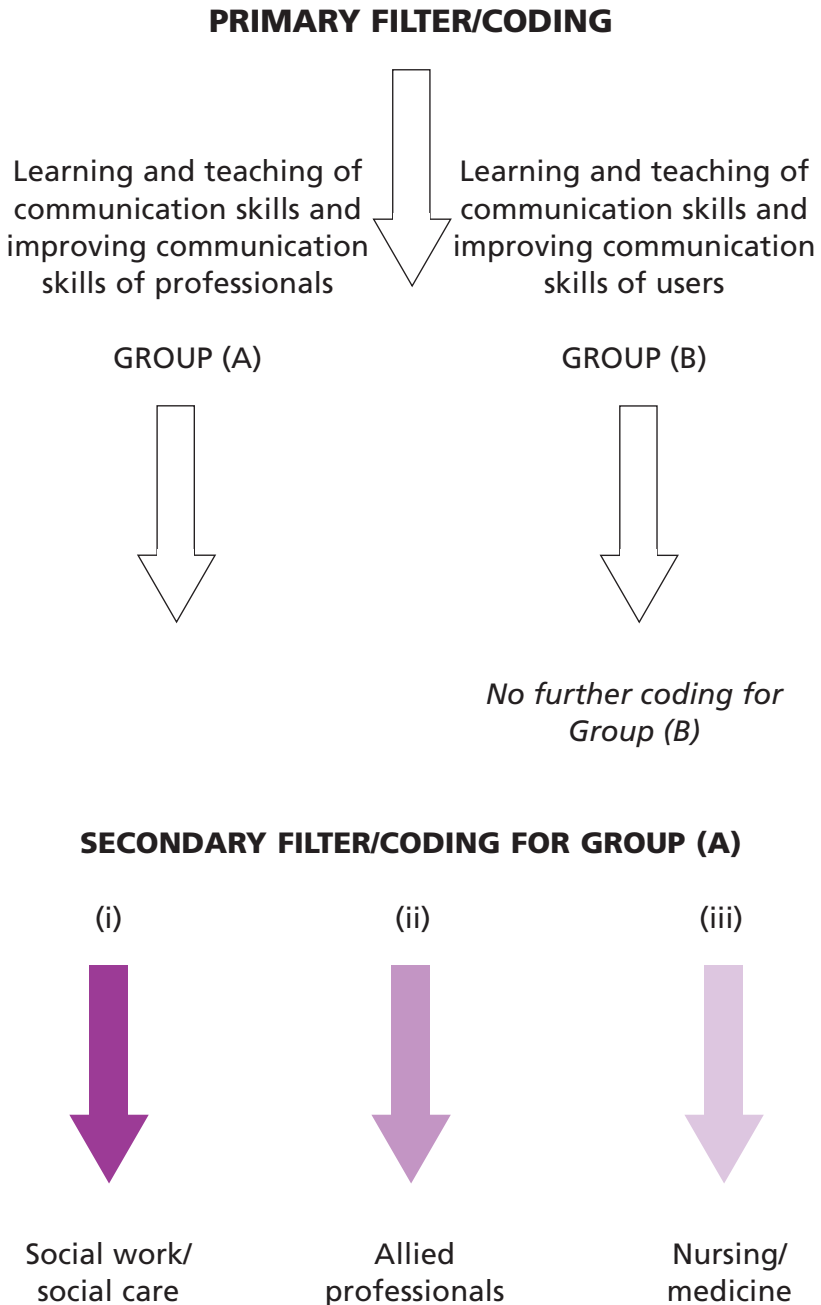 PRIMARY FILTER/CODING
Learning and teaching of
communication skills and
improving communication
skills of professionals
Learning and teaching of
communication skills and
improving communication
skills of users
GROUP (A)
GROUP (B)
No further coding for
Group (B)
SECONDARY FILTER/CODING FOR GROUP (A)
(i)
(ii)
(iii)
Social work/
social care
Allied
professionals
Nursing/
medicine